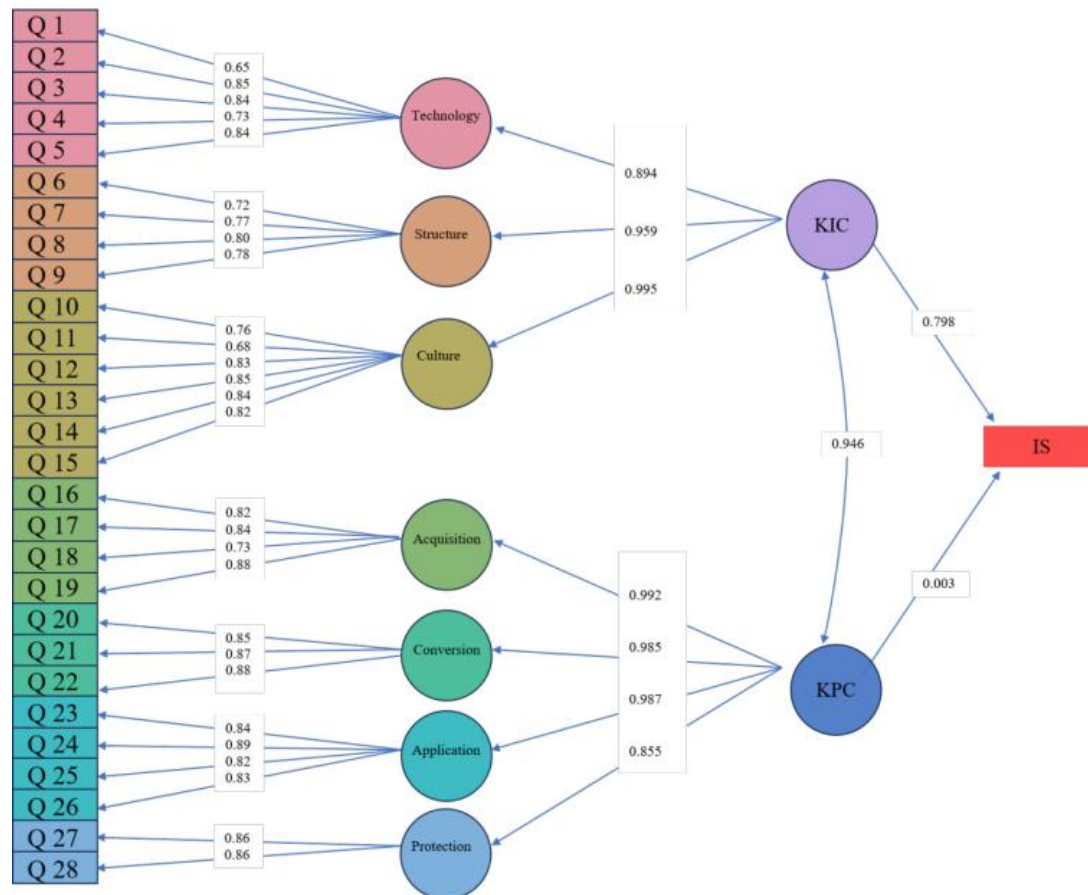 Q 1
Q 2
Q 3
Q 4
Q 5
Q 6
Q 7
Q 8
Q 9
Q 10
Q 11
Q 12
Q 13
Q 14
Q 15
Q 16
Q 17
Q 18
Q 19
Q 20
Q 21
Q 22
Q 23
Q 24
Q 25
Q 26
Q 27
Q 28
0.65
0.85
0.84
0.73
0.84
0.72
0.77
0.80
0.78
0.76
0.68
0.83
0.85
0.84
0.82
0.82
0.84
0.73
0.88
0.85
0.87
0.88
0.84
0.89
0.82
0.83
0.86
0.86
Technology
Structure
Culture
Acquisition
Conversion
Application
Protection
0.894
0.959
0.995
0.992
0.985
0.987
0.855
KIC
0.946
KPC
0.798
0.003
IS